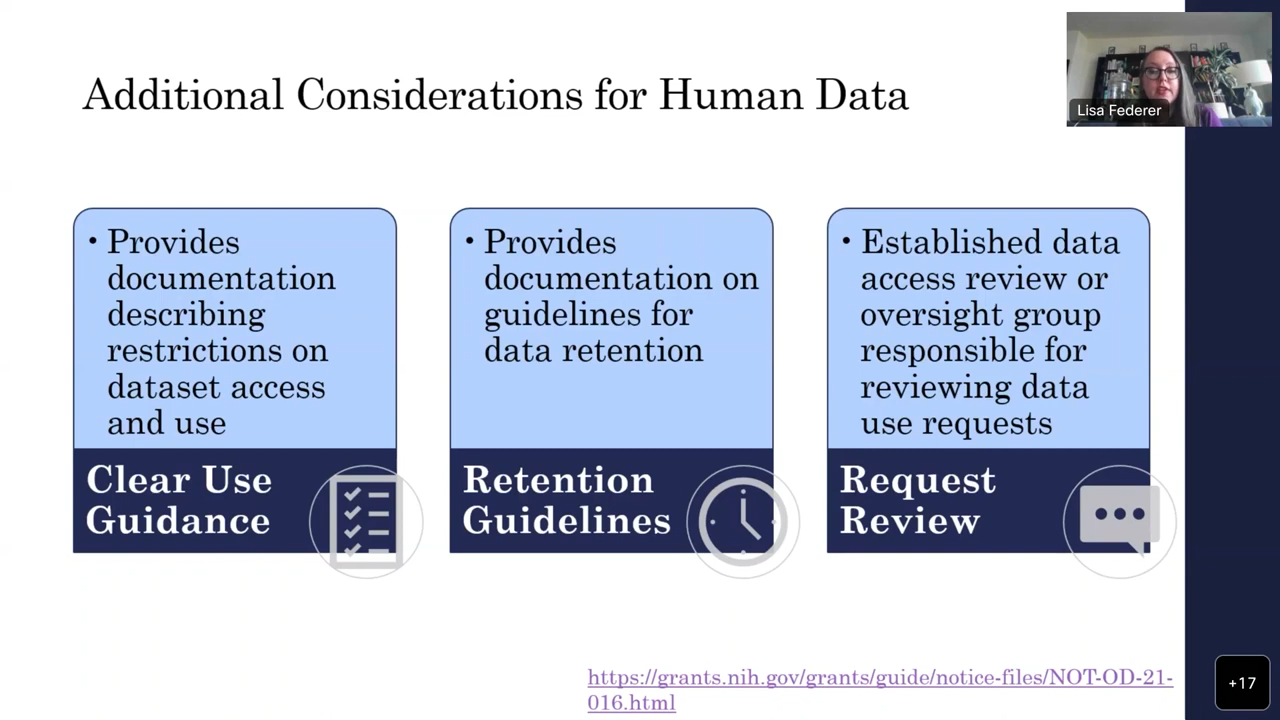 Additional Considerations for Human Data
Lisa Federer
• Provides
documentation
describing
restrictions on
dataset access
and use
Clear Use
Guidance
• Provides
documentation on
guidelines for
data retention
Retention
Guidelines
• Established data
access review or
oversight group
responsible for
reviewing data
use requests
Request
Review
https://grants.nih.gov/grants/guide/notice-files/NOT-OD-21-
016.html
+17